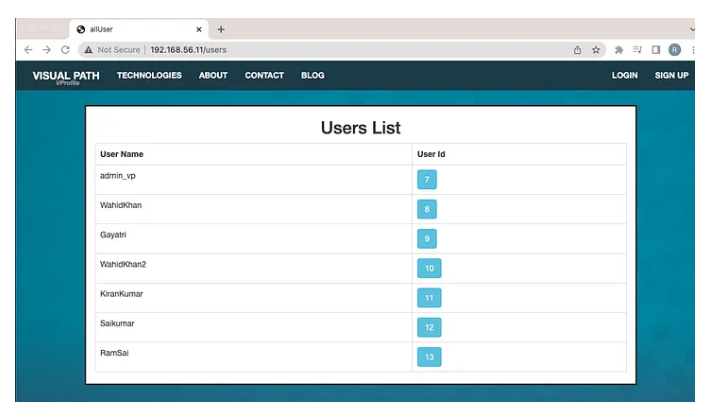 allUser
Not Secure | 192.168.56.11/users
R
VISUAL PATH TECHNOLOGIES ABOUT CONTACT BLOG LOGIN SIGN UP
VProfile
Users List
User Name User Id
admin_vp 7
WahidKhan 8
Gayatri 9
WahidKhan2 10
KiranKumar 11
Saikumar 12
RamSai 13